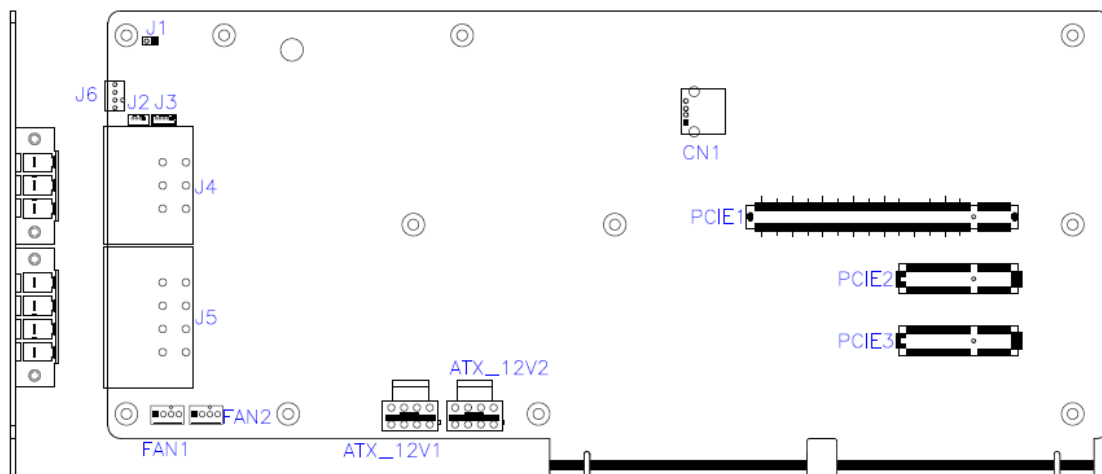 J1
J6
J2 J3
CN1
J4
PCIE1
PCIE2
J5
PCIE3
ATX_12V2
FAN2
FAN1
ATX_12V1